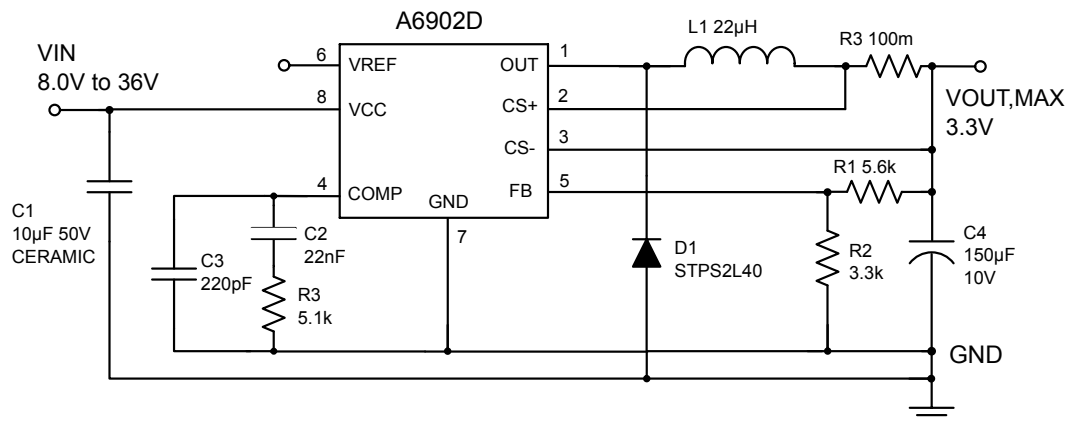 A6902D
L1 22µH
R3 100m
VIN
8.0V to 36V
6
VREF
OUT
1
8
VCC
CS+
2
VOUT,MAX
3.3V
CS-
3
R1 5.6k
4
COMP
GND
FB
5
7
C1
10µF 50V
CERAMIC
C2
22nF
C3
220pF
R3
5.1k
D1
STPS2L40
R2
3.3k
C4
150µF
10V
GND